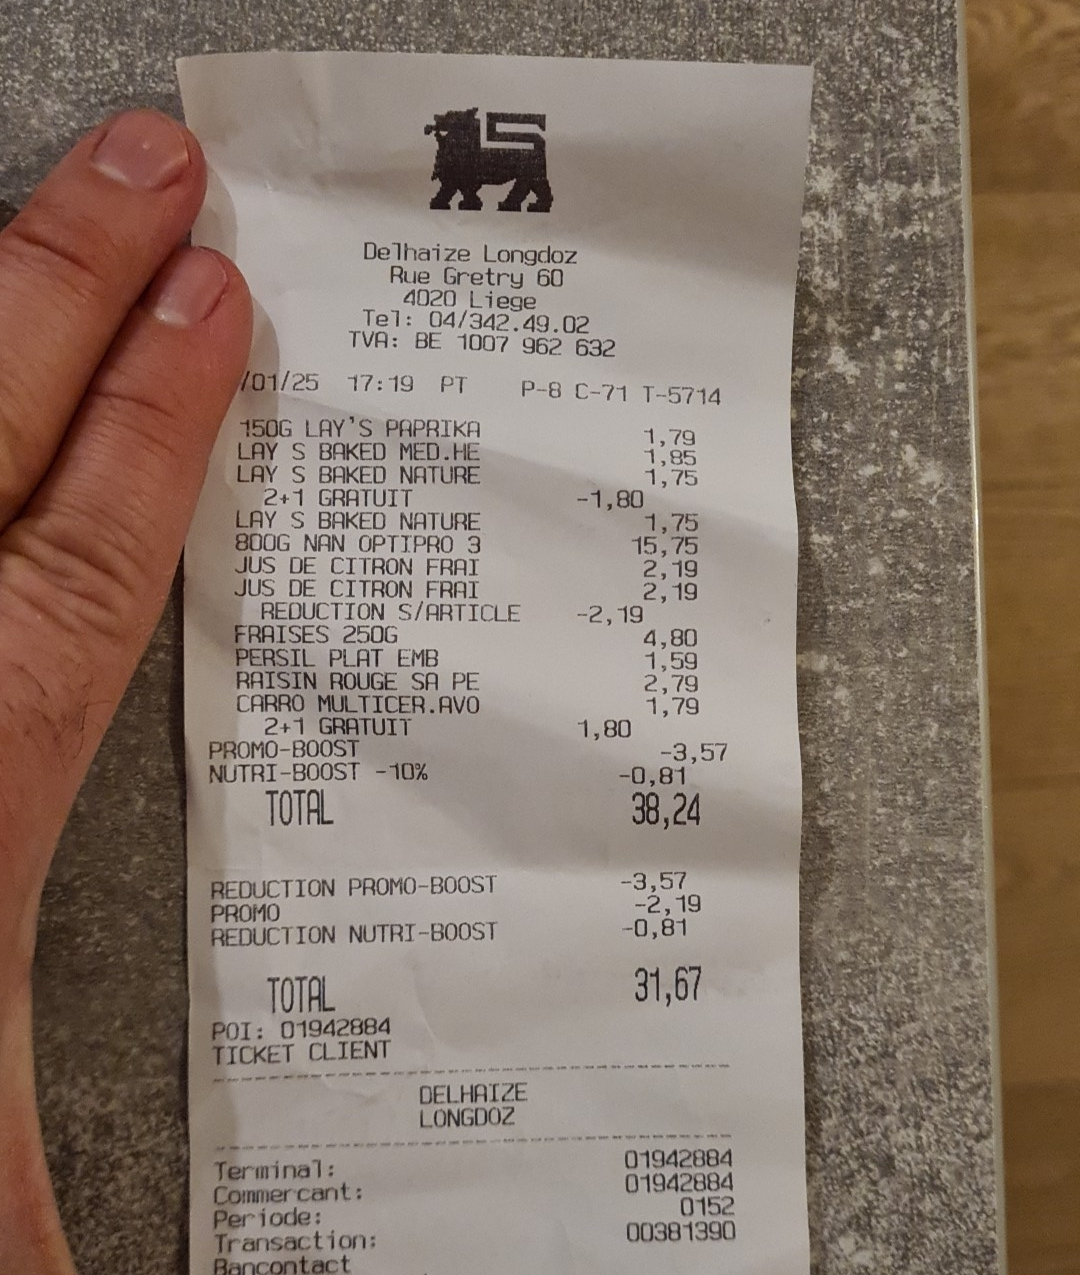 Delhaize Longdoz
Rue Gretry 60
4020 Liege
Tel: 04/342.49.02
TVA: BE 1007 962 632
/01/25 17:19 PT P-8 C-71 T-5714
150G LAY'S PAPRIKA 1,79
LAY S BAKED MED.HE 1,85
LAY S BAKED NATURE 1,75
2+1 GRATUIT -1,80
LAY S BAKED NATURE 1,75
800G NAN OPTIPRO 3 15,75
JUS DE CITRON FRAI 2,19
JUS DE CITRON FRAI 2,19
REDUCTION S/ARTICLE -2,19
FRAISES 250G 4,80
PERSIL PLAT EMB 1,59
RAISIN ROUGE SA PE 2,79
CARRO MULTICER.AVO 1,79
2+1 GRATUIT 1,80
PROMO-BOOST -3,57
NUTRI-BOOST -10% -0,81
TOTAL 38,24
REDUCTION PROMO-BOOST -3,57
PROMO -2,19
REDUCTION NUTRI-BOOST -0,81
TOTAL 31,67
POI: 01942884
TICKET CLIENT
DELHAIZE
LONGDOZ
Terminal: 01942884
Commercant: 01942884
Periode: 0152
Transaction: 00381390
Bancontact